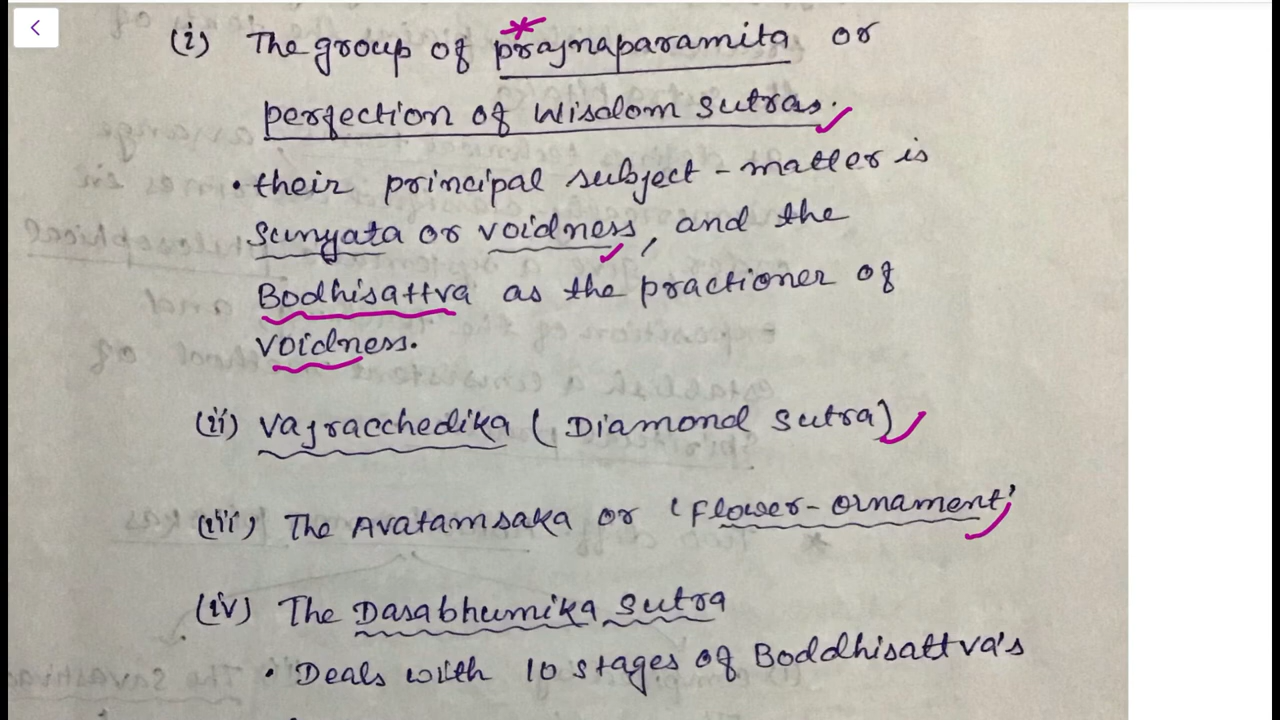 (i) The group of prajnaparamita or
perfection of Wisdom Sutras.
• their principal subject-matter is
Sunyata or voidness, and the
Bodhisattva as the practioner of
voidness.
(ii) Vajracchedika (Diamond Sutra)
(iii) The Avatamsaka or 'Flower-Ornament'
(iv) The Dasabhumika Sutra
• Deals with 10 stages of Boddhisattva's